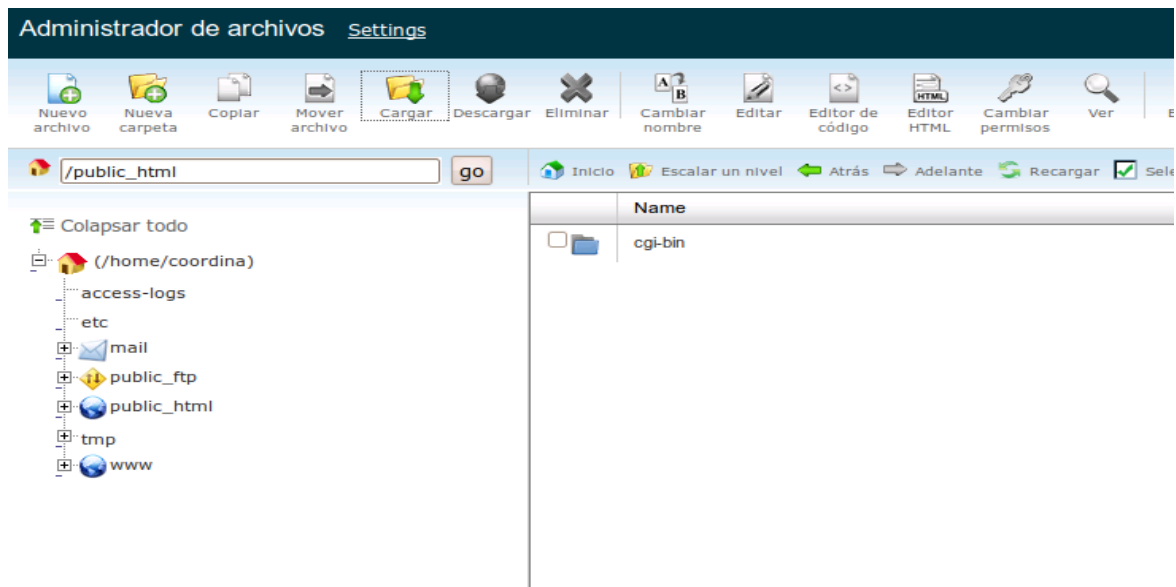 Administrador de archivos Settings
Nuevo archivo
Nueva carpeta
Copiar
Mover archivo
Cargar
Descargar
Eliminar
A B
Cambiar nombre
Editar
<>
Editor de código
HTML
Editor HTML
Cambiar permisos
Ver
E
/public_html go
Inicio Escalar un nivel Atrás Adelante Recargar Sele
Colapsar todo
(/home/coordina)
access-logs
etc
mail
public_ftp
public_html
tmp
www
Name
cgi-bin